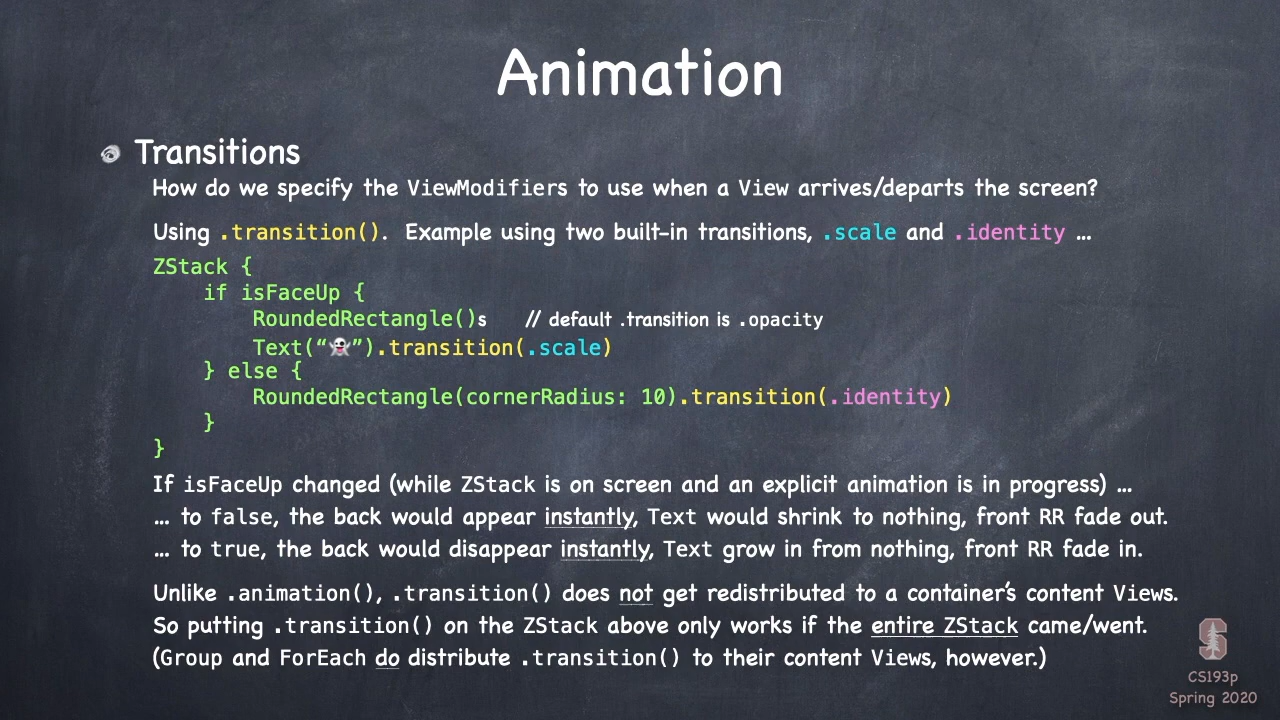 Animation
Transitions
How do we specify the ViewModifiers to use when a View arrives/departs the screen?
Using .transition(). Example using two built-in transitions, .scale and .identity ...
ZStack {
if isFaceUp {
RoundedRectangle()s // default .transition is .opacity
Text(“👻”).transition(.scale)
} else {
RoundedRectangle(cornerRadius: 10).transition(.identity)
}
}
If isFaceUp changed (while ZStack is on screen and an explicit animation is in progress) ...
... to false, the back would appear instantly, Text would shrink to nothing, front RR fade out.
... to true, the back would disappear instantly, Text grow in from nothing, front RR fade in.
Unlike .animation(), .transition() does not get redistributed to a container’s content Views.
So putting .transition() on the ZStack above only works if the entire ZStack came/went.
(Group and ForEach do distribute .transition() to their content Views, however.)
CS193p
Spring 2020